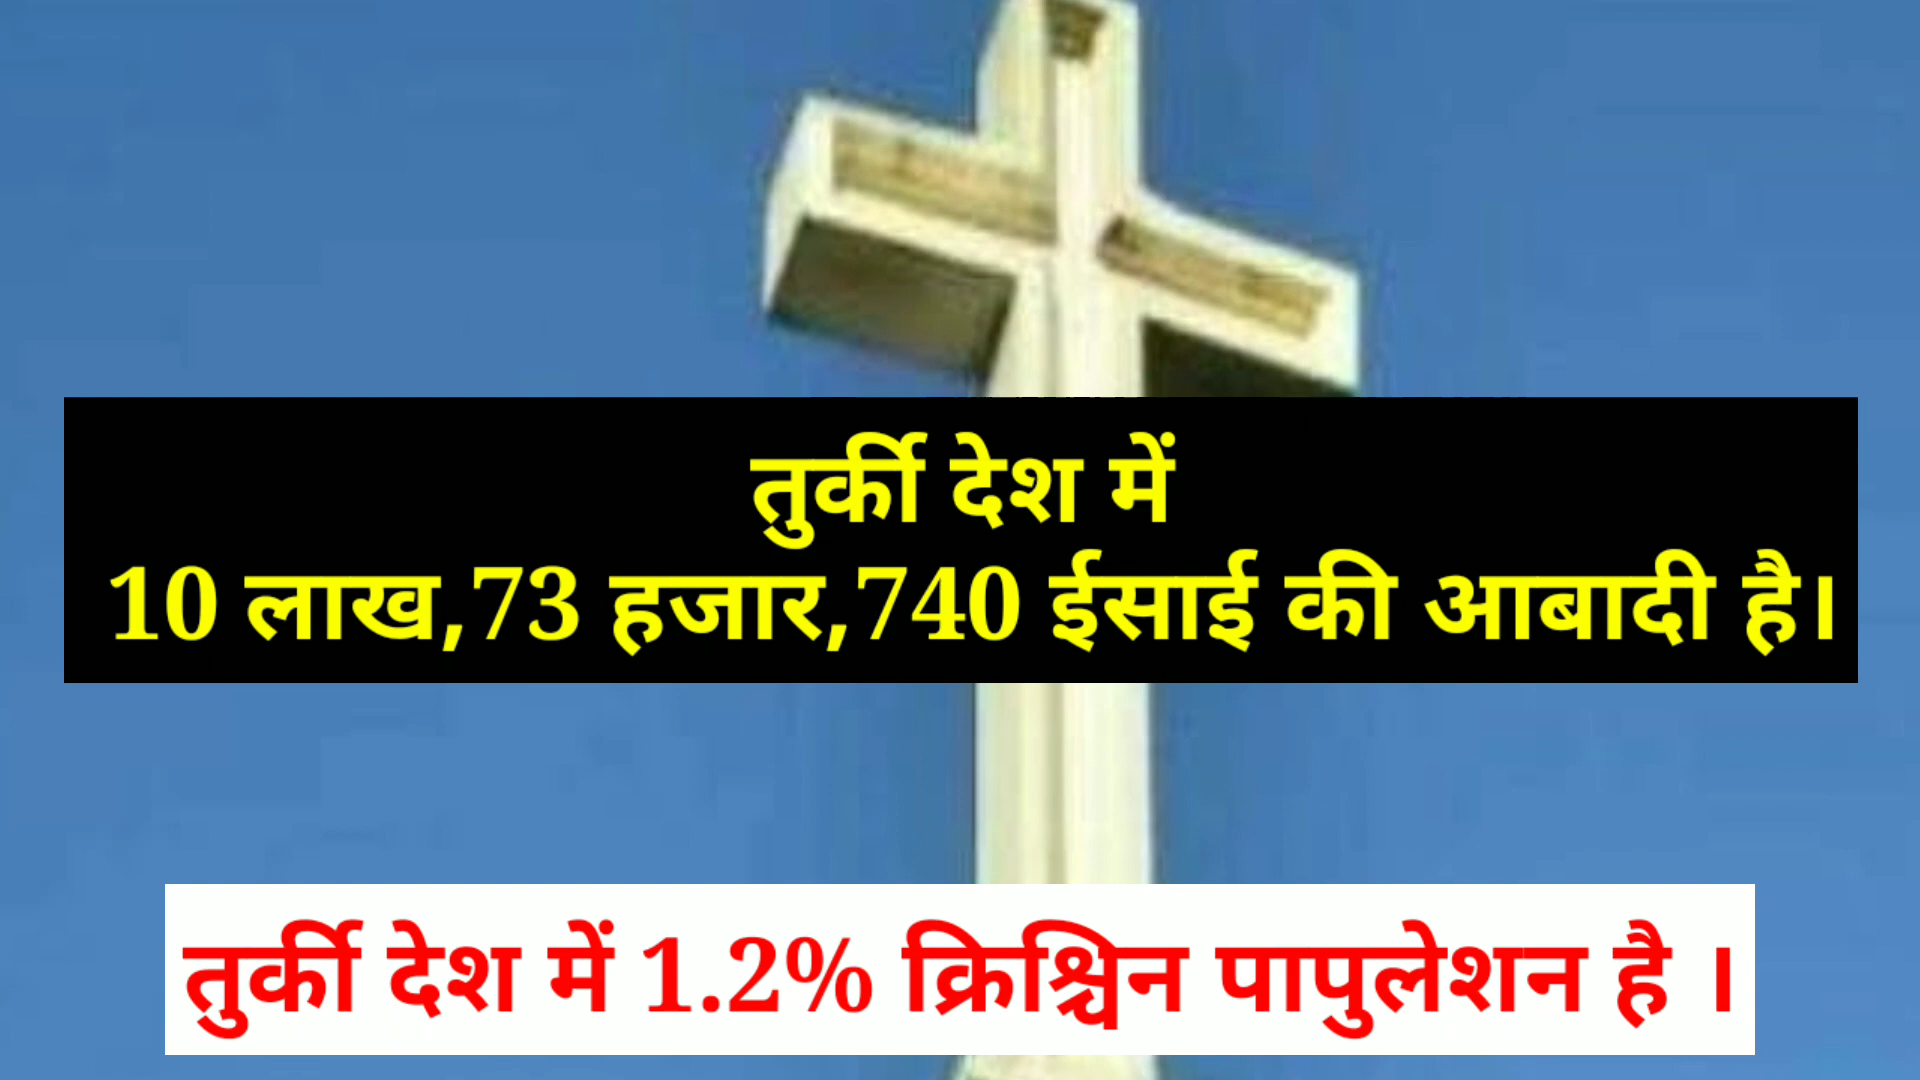 तुर्की देश में
10 लाख,73 हजार,740 ईसाई की आबादी है।
तुर्की देश में 1.2% क्रिश्चिन पापुलेशन है ।